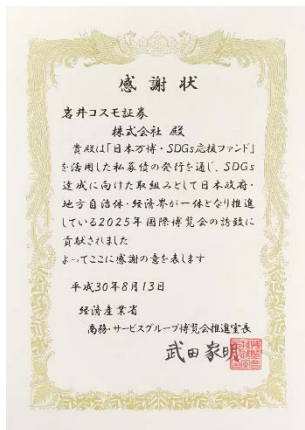 感謝状
岩井コスモ証券
株式会社 殿
貴殿は「日本万博・SDGs応援ファンド」
を活用した私募債の発行を通じ、SDGs
達成に向けた取組みとして日本政府・
地方自治体・経済界が一体となり推進
している2025年国際博覧会の誘致に
貢献されました
よってここに感謝の意を表します
平成30年8月13日
経済産業省
商務・サービスグループ博覧会推進室長
武田家明